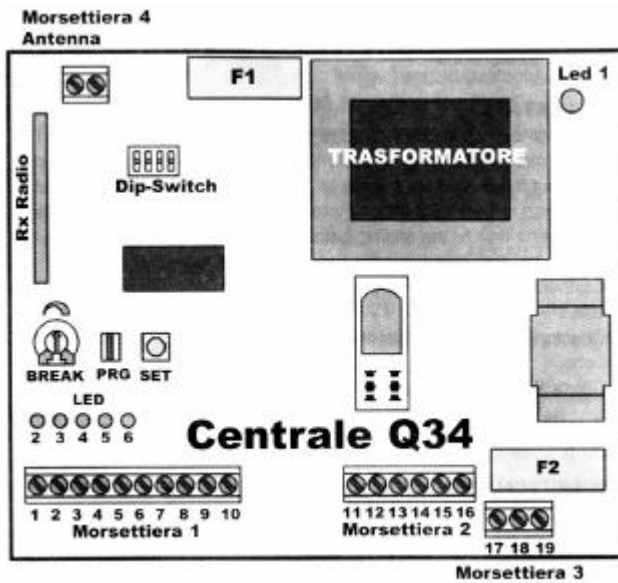 Morsettiera 4
Antenna
F1
Led 1
TRASFORMATORE
Rx Radio
Dip-Switch
BREAK PRG SET
LED
2 3 4 5 6
Centrale Q34
F2
1 2 3 4 5 6 7 8 9 10
11 12 13 14 15 16
Morsettiera 1
Morsettiera 2
17 18 19
Morsettiera 3